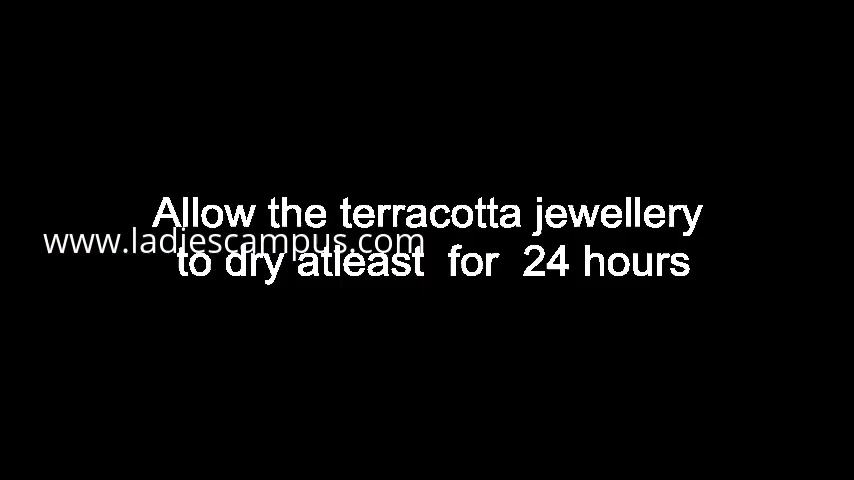 Allow the terracotta jewellery
www.ladiescampus.com
to dry atleast for 24 hours